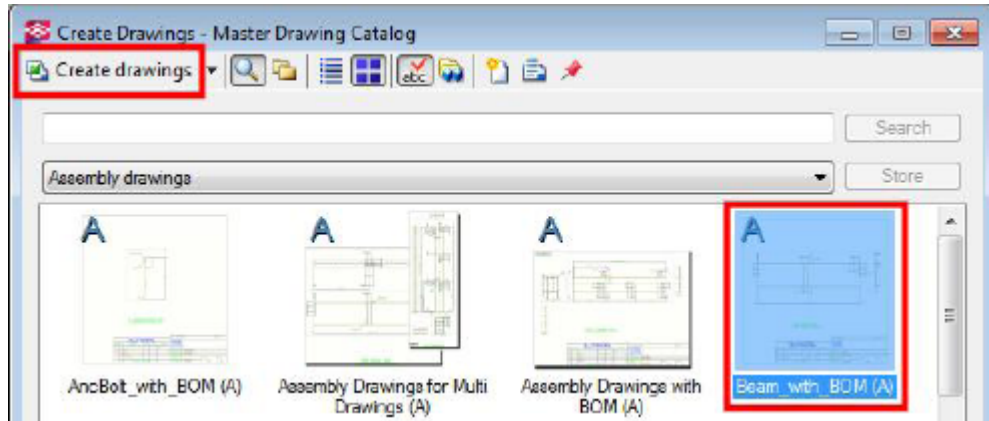 Create Drawings - Master Drawing Catalog
Create drawings
abc
Search
Assembly drawings
Store
A
A
A
A
AncBolt_with_BOM (A)
Assembly Drawings for Multi
Drawings (A)
Assembly Drawings with
BOM (A)
Beam_with_BOM (A)